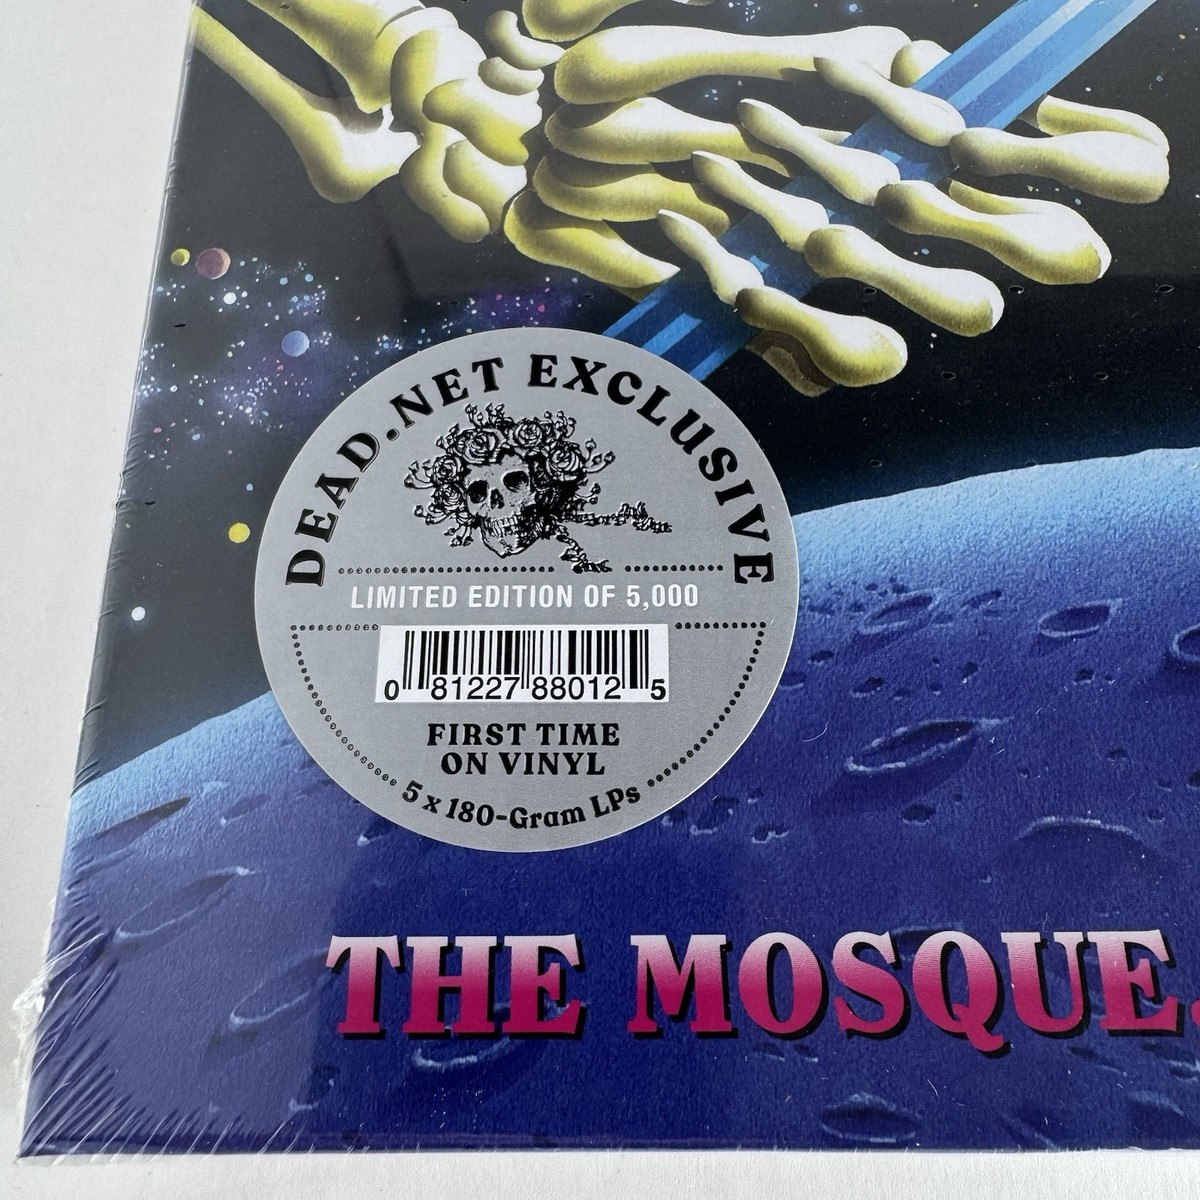 DEAD.NET EXCLUSIVE
LIMITED EDITION OF 5,000
0 81227 88012 5
FIRST TIME
ON VINYL
5 x 180-Gram LPs
THE MOSQUE,